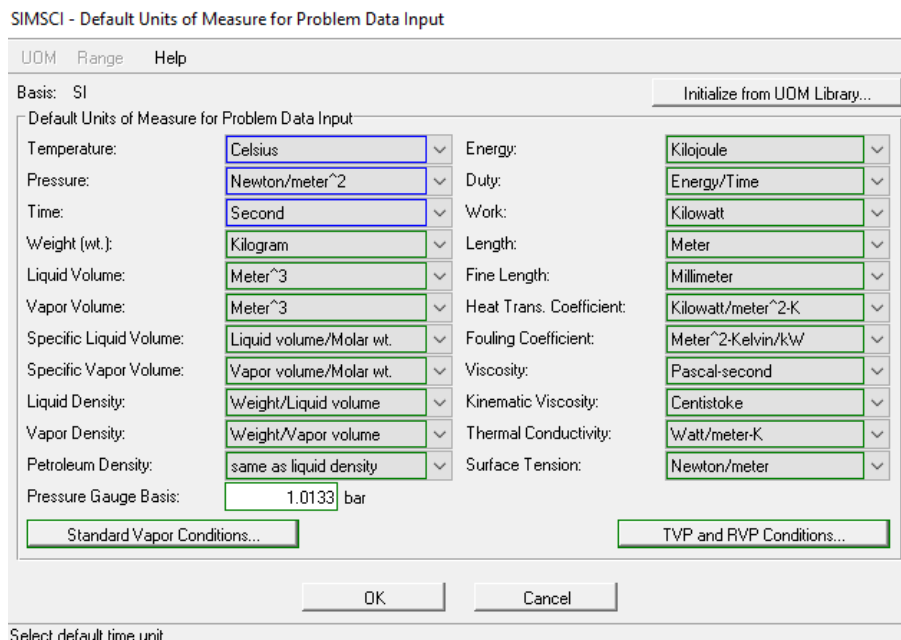 SIMSCI - Default Units of Measure for Problem Data Input
UOM Range Help
Basis: SI
Initialize from UOM Library...
Default Units of Measure for Problem Data Input
Temperature: Celsius Energy: Kilojoule
Pressure: Newton/meter^2 Duty: Energy/Time
Time: Second Work: Kilowatt
Weight (wt.): Kilogram Length: Meter
Liquid Volume: Meter^3 Fine Length: Millimeter
Vapor Volume: Meter^3 Heat Trans. Coefficient: Kilowatt/meter^2-K
Specific Liquid Volume: Liquid volume/Molar wt. Fouling Coefficient: Meter^2-Kelvin/kW
Specific Vapor Volume: Vapor volume/Molar wt. Viscosity: Pascal-second
Liquid Density: Weight/Liquid volume Kinematic Viscosity: Centistoke
Vapor Density: Weight/Vapor volume Thermal Conductivity: Watt/meter-K
Petroleum Density: same as liquid density Surface Tension: Newton/meter
Pressure Gauge Basis: 1.0133 bar
Standard Vapor Conditions... TVP and RVP Conditions...
OK Cancel
Select default time unit